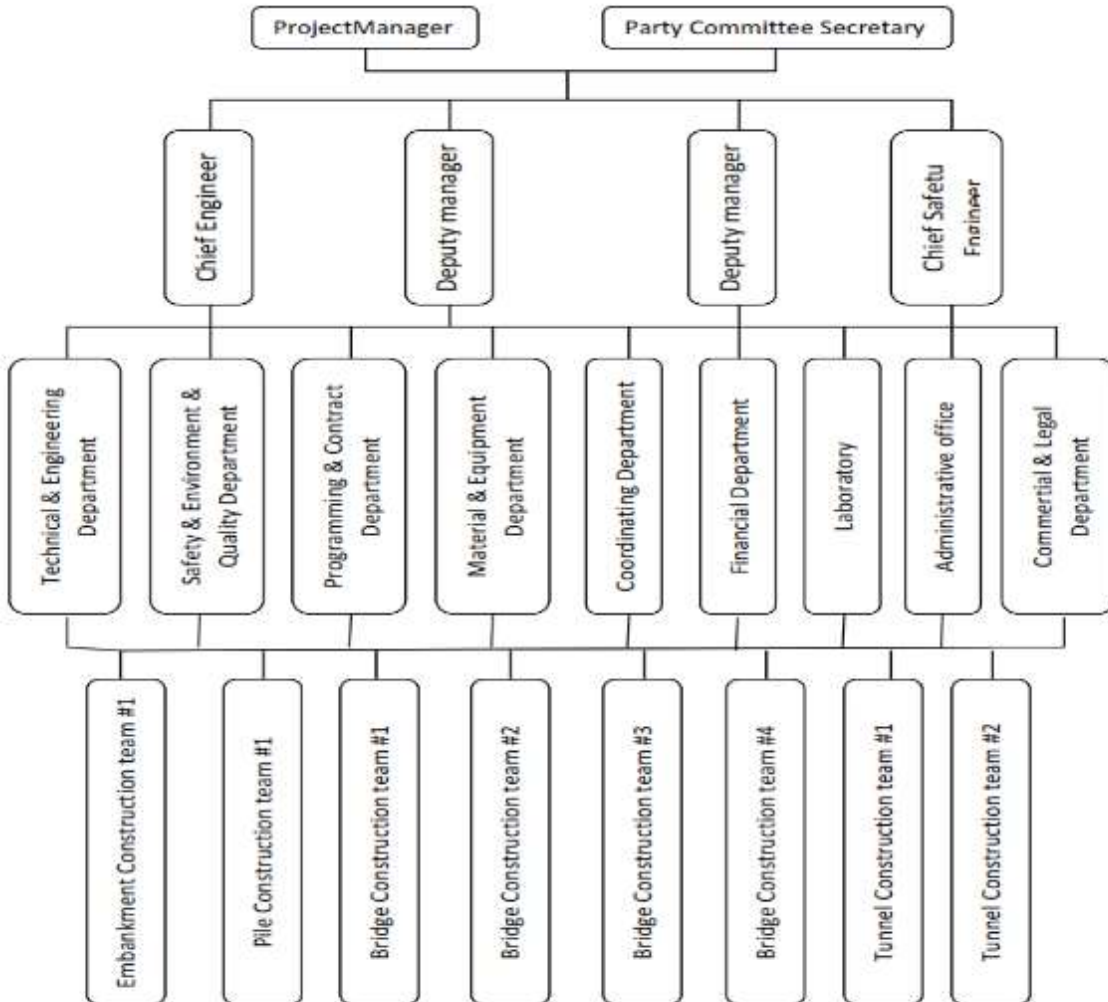 ProjectManager
Party Committee Secretary
Chief Engineer
Deputy manager
Deputy manager
Chief Safetu
Engineer
Technical & Engineering
Department
Safety & Environment &
Quality Department
Programming & Contract
Department
Material & Equipment
Department
Coordinating Department
Financial Department
Laboratory
Administrative office
Commertial & Legal
Department
Embankment Construction team #1
Pile Construction team #1
Bridge Construction team #1
Bridge Construction team #2
Bridge Construction team #3
Bridge Construction team #4
Tunnel Construction team #1
Tunnel Construction team #2